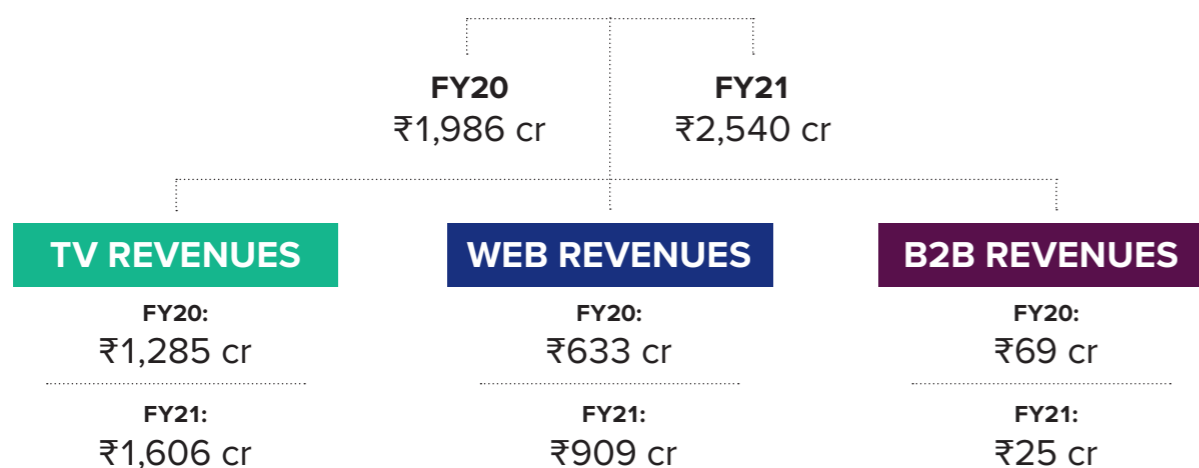 FY20
₹1,986 cr
FY21
₹2,540 cr
TV REVENUES
FY20:
₹1,285 cr
FY21:
₹1,606 cr
WEB REVENUES
FY20:
₹633 cr
FY21:
₹909 cr
B2B REVENUES
FY20:
₹69 cr
FY21:
₹25 cr